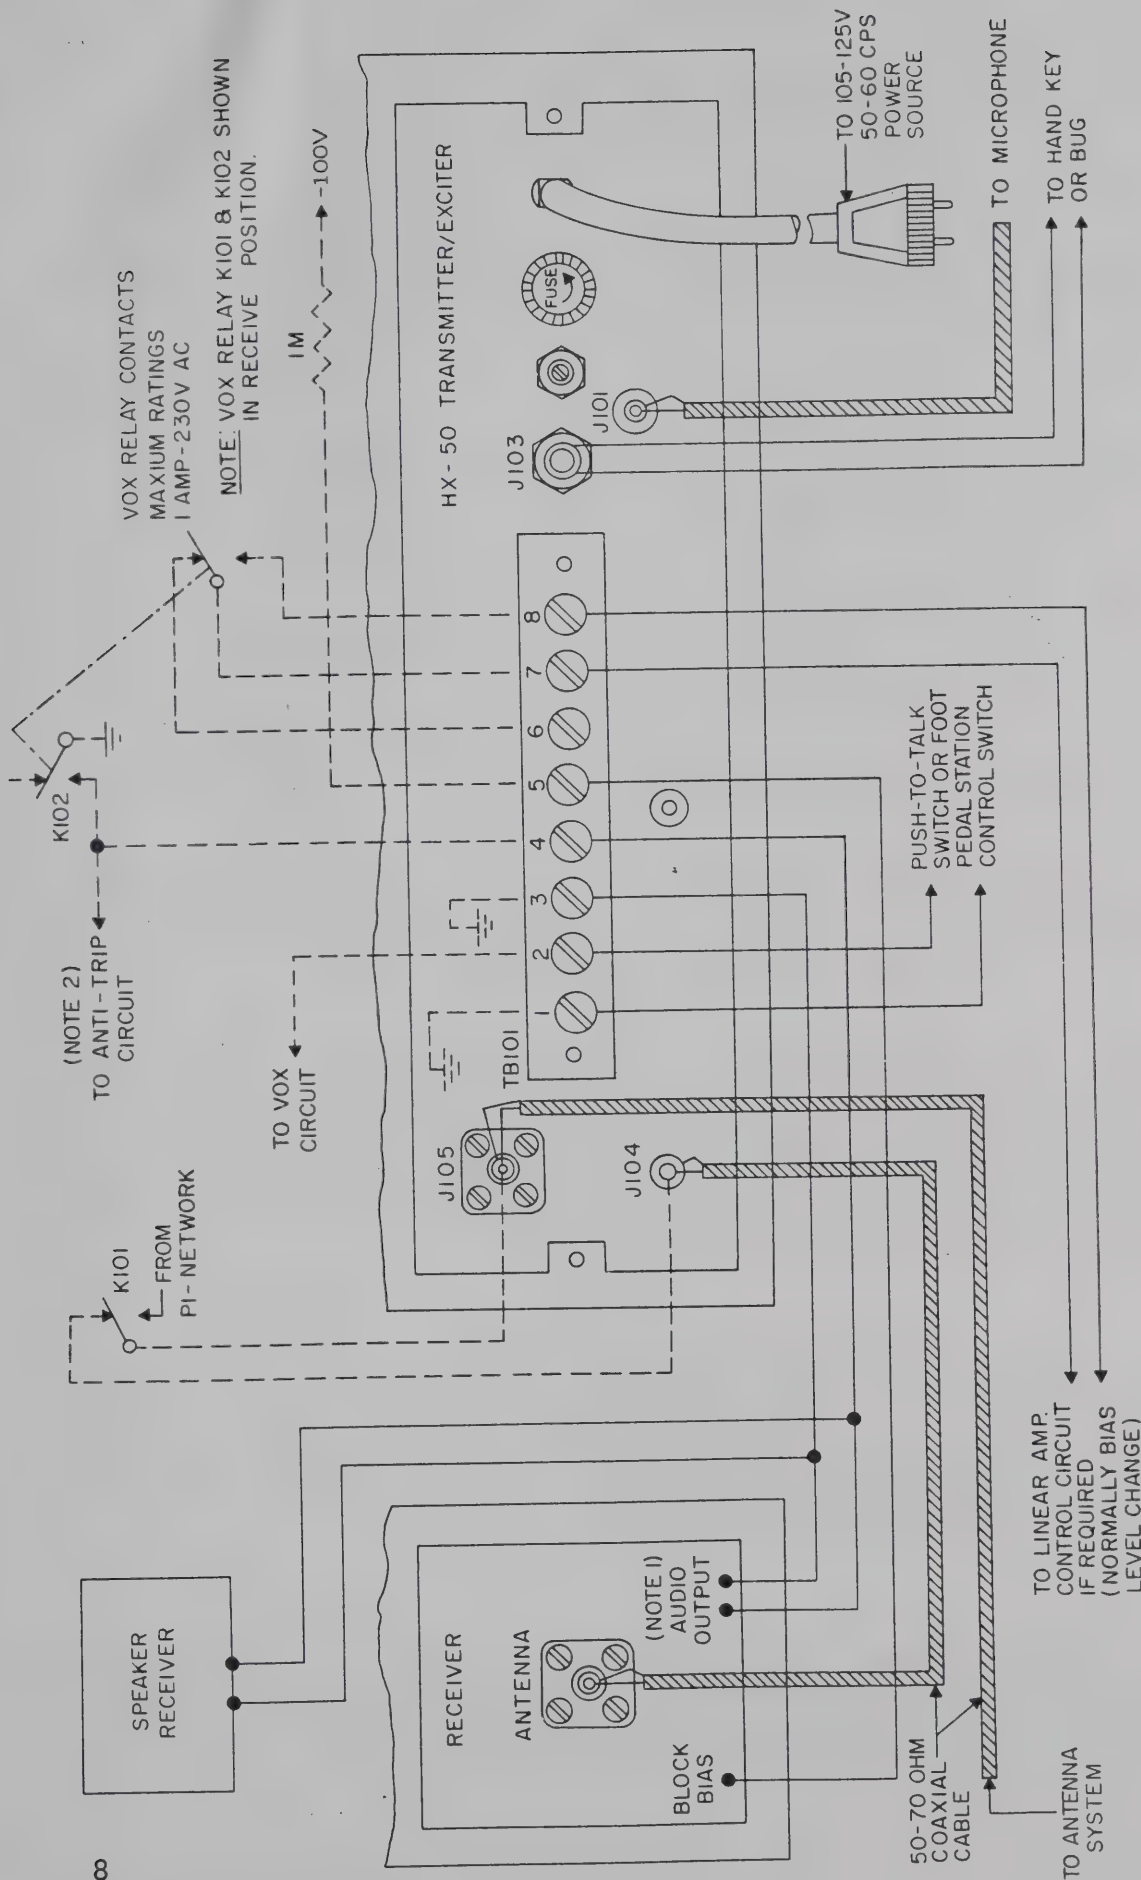 8
SPEAKER
RECEIVER
RECEIVER
ANTENNA
(NOTE 1)
AUDIO
OUTPUT
BLOCK
BIAS
50-70 OHM
COAXIAL
CABLE
TO ANTENNA
SYSTEM
K101
FROM
PI-NETWORK
TO VOX
CIRCUIT
(NOTE 2)
TO ANTI-TRIP
CIRCUIT
K102
VOX RELAY CONTACTS
MAXIUM RATINGS
1 AMP-230V AC
NOTE: VOX RELAY K101 & K102 SHOWN
IN RECEIVE POSITION.
1M
-100V
HX-50 TRANSMITTER/EXCITER
J105
J104
TB101
1 2 3 4 5 6 7 8
J103
J101
FUSE
TO 105-125V
50-60 CPS
POWER
SOURCE
TO MICROPHONE
TO HAND KEY
OR BUG
PUSH-TO-TALK
SWITCH OR FOOT
PEDAL STATION
CONTROL SWITCH
TO LINEAR AMP.
CONTROL CIRCUIT
IF REQUIRED
(NORMALLY BIAS
LEVEL CHANGE)